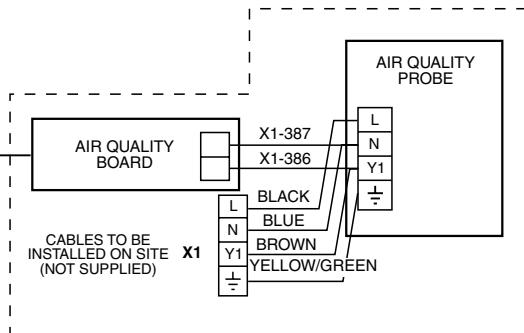 AIR QUALITY
PROBE
L
N
Y1
AIR QUALITY
BOARD
X1-387
X1-386
BLACK
BLUE
BROWN
YELLOW/GREEN
L
N
Y1
X1
CABLES TO BE
INSTALLED ON SITE
(NOT SUPPLIED)